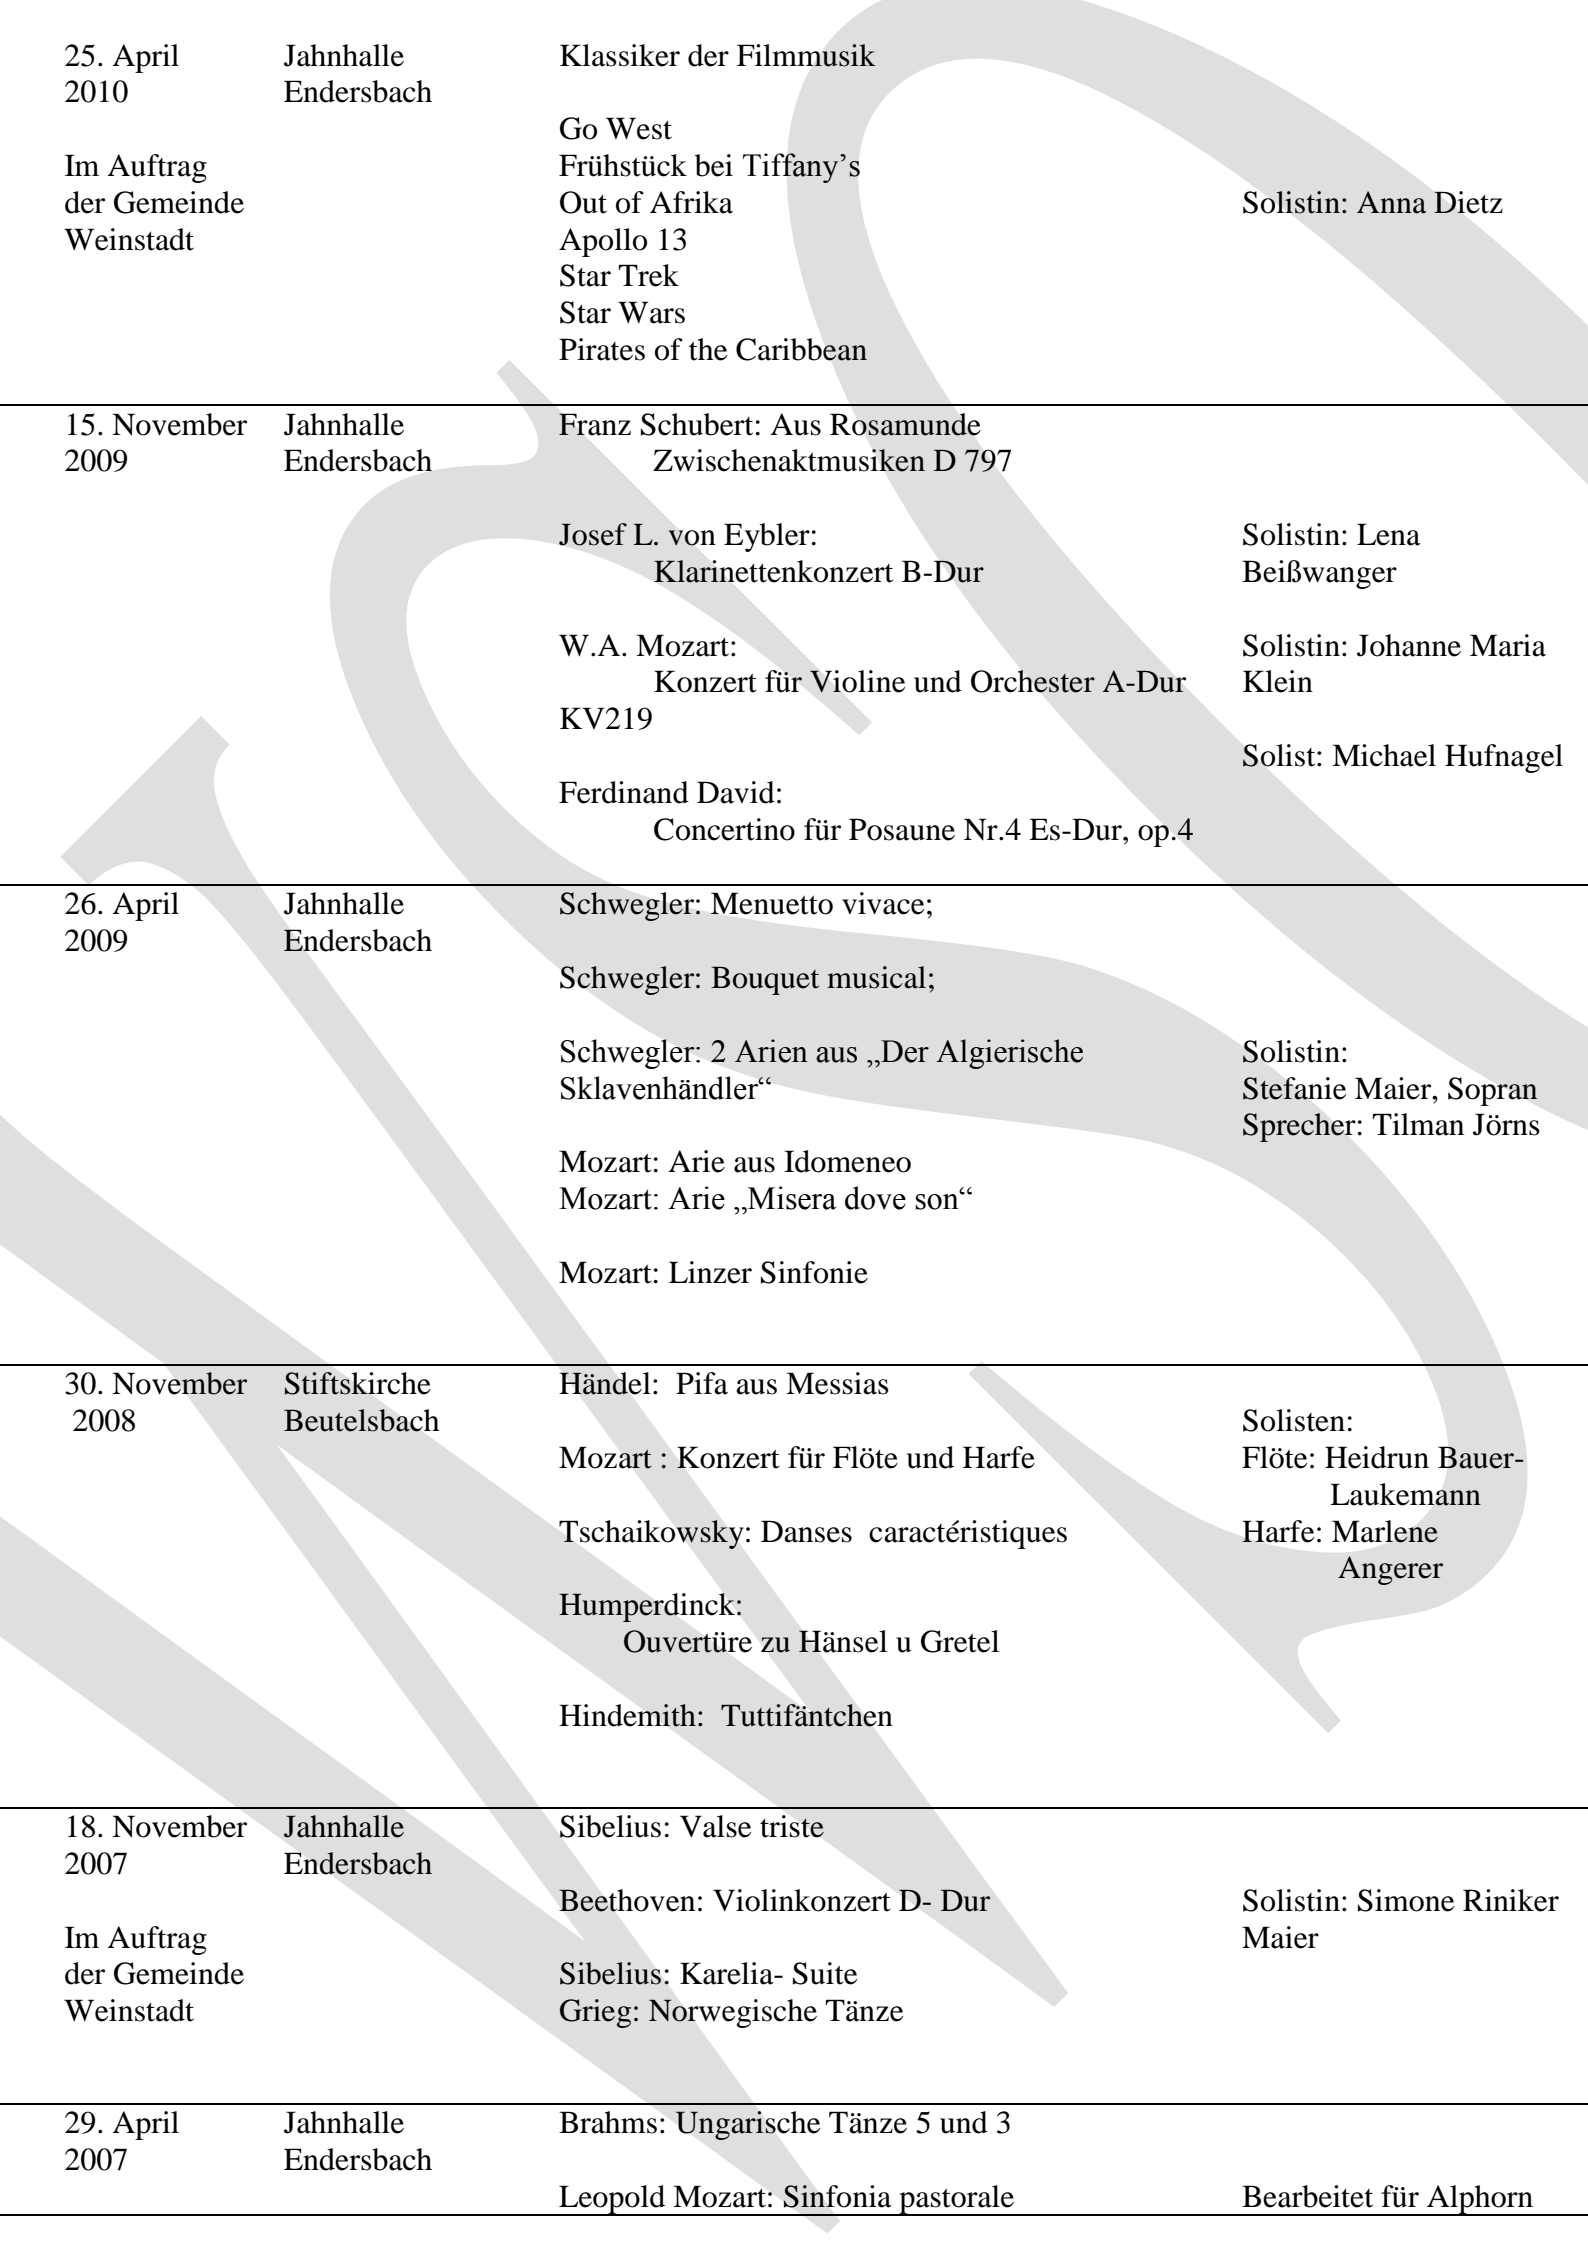 25. April Jahnhalle Klassiker der Filmmusik
2010 Endersbach
Go West
Im Auftrag Frühstück bei Tiffany’s
der Gemeinde Out of Afrika Solistin: Anna Dietz
Weinstadt Apollo 13
Star Trek
Star Wars
Pirates of the Caribbean
15. November Jahnhalle Franz Schubert: Aus Rosamunde
2009 Endersbach Zwischenaktmusiken D 797
Josef L. von Eybler: Solistin: Lena
Klarinettenkonzert B-Dur Beißwanger
W.A. Mozart: Solistin: Johanne Maria
Konzert für Violine und Orchester A-Dur Klein
KV219
Solist: Michael Hufnagel
Ferdinand David:
Concertino für Posaune Nr.4 Es-Dur, op.4
26. April Jahnhalle Schwegler: Menuetto vivace;
2009 Endersbach
Schwegler: Bouquet musical;
Schwegler: 2 Arien aus „Der Algierische Solistin:
Sklavenhändler“ Stefanie Maier, Sopran
Sprecher: Tilman Jörns
Mozart: Arie aus Idomeneo
Mozart: Arie „Misera dove son“
Mozart: Linzer Sinfonie
30. November Stiftskirche Händel: Pifa aus Messias
2008 Beutelsbach Solisten:
Mozart : Konzert für Flöte und Harfe Flöte: Heidrun Bauer-
Laukemann
Tschaikowsky: Danses caractéristiques Harfe: Marlene
Angerer
Humperdinck:
Ouvertüre zu Hänsel u Gretel
Hindemith: Tuttifäntchen
18. November Jahnhalle Sibelius: Valse triste
2007 Endersbach
Beethoven: Violinkonzert D- Dur Solistin: Simone Riniker
Im Auftrag Maier
der Gemeinde Sibelius: Karelia- Suite
Weinstadt Grieg: Norwegische Tänze
29. April Jahnhalle Brahms: Ungarische Tänze 5 und 3
2007 Endersbach
Leopold Mozart: Sinfonia pastorale Bearbeitet für Alphorn
WSO